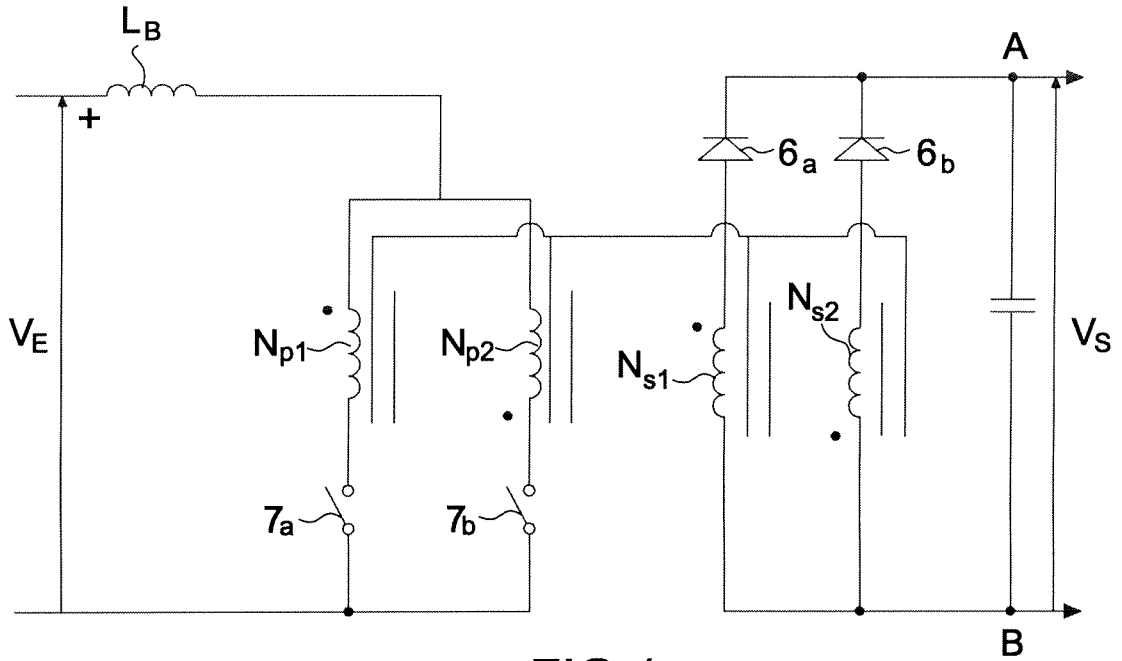 L_B
A
+
6_a
6_b
V_E
N_p1
N_p2
N_s1
N_s2
V_S
7_a
7_b
B